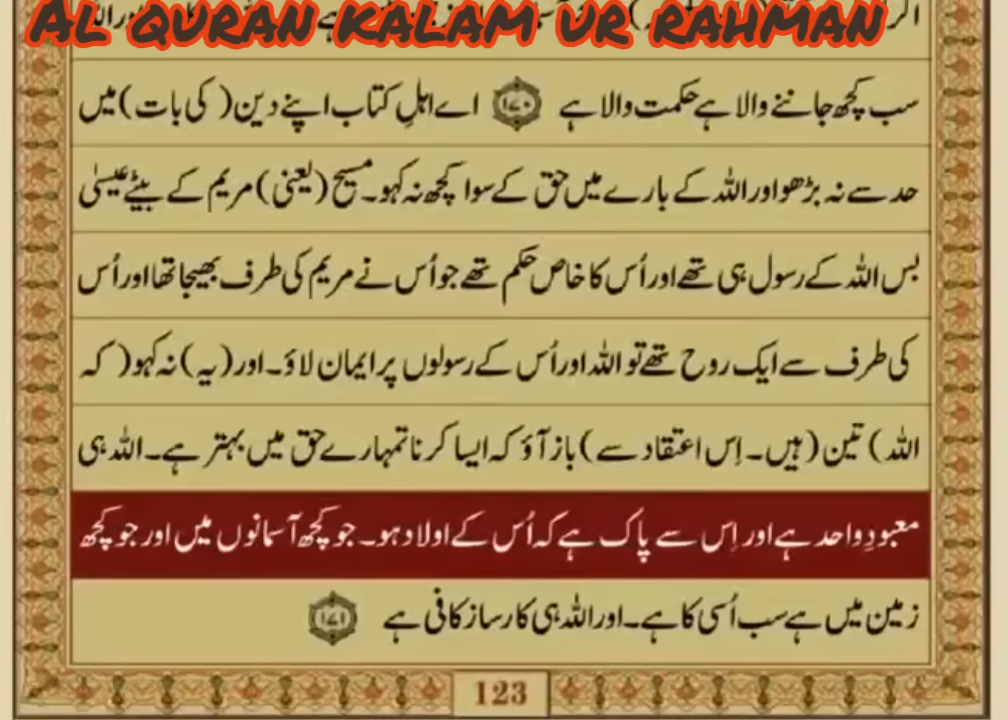 AL QURAN KALAM UR RAHMAN
سب کچھ جاننے والا ہے حکمت والا ہے ۱۷۰ اے اہلِ کتاب اپنے دین( کی بات) میں
حد سے نہ بڑھو اور اللہ کے بارے میں حق کے سوا کچھ نہ کہو۔ مسیح (یعنی) مریم کے بیٹے عیسیٰ
بس اللہ کے رسول ہی تھے اور اُس کا خاص حکم تھے جو اُس نے مریم کی طرف بھیجا تھا اور اُس
کی طرف سے ایک روح تھے تو اللہ اور اُس کے رسولوں پر ایمان لاؤ۔ اور (یہ) نہ کہو( کہ
اللہ) تین (ہیں۔ اِس اعتقاد سے) باز آؤ کہ ایسا کرنا تمہارے حق میں بہتر ہے۔ اللہ ہی
معبودِ واحد ہے اور اِس سے پاک ہے کہ اُس کے اولاد ہو۔ جو کچھ آسمانوں میں اور جو کچھ
زمین میں ہے سب اُسی کا ہے۔ اور اللہ ہی کارساز کافی ہے ۱۷۱
123